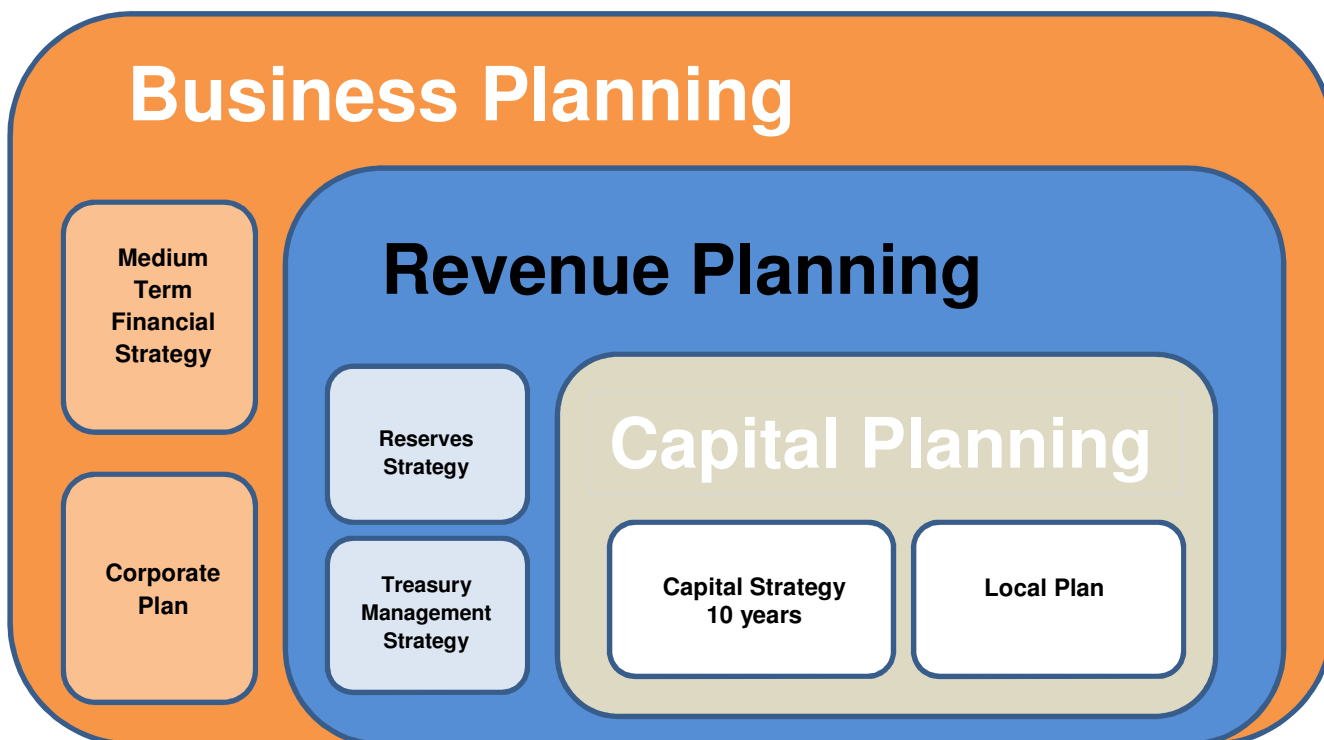 Business Planning
Medium
Term
Financial
Strategy
Corporate
Plan
Revenue Planning
Reserves
Strategy
Treasury
Management
Strategy
Capital Planning
Capital Strategy
10 years
Local Plan